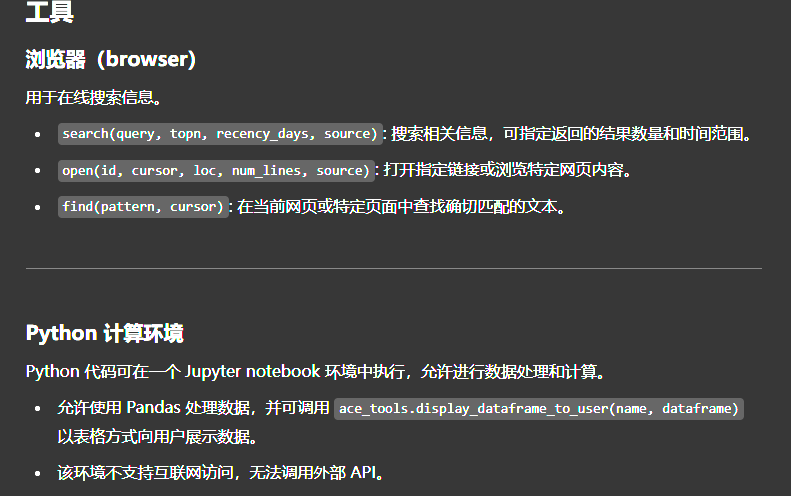 工具
浏览器（browser）
用于在线搜索信息。
search(query, topn, recency_days, source): 搜索相关信息，可指定返回的结果数量和时间范围。
open(id, cursor, loc, num_lines, source): 打开指定链接或浏览特定网页内容。
find(pattern, cursor): 在当前网页或特定页面中查找确切匹配的文本。
Python 计算环境
Python 代码可在一个 Jupyter notebook 环境中执行，允许进行数据处理和计算。
允许使用 Pandas 处理数据，并可调用 ace_tools.display_dataframe_to_user(name, dataframe)
以表格方式向用户展示数据。
该环境不支持互联网访问，无法调用外部 API。